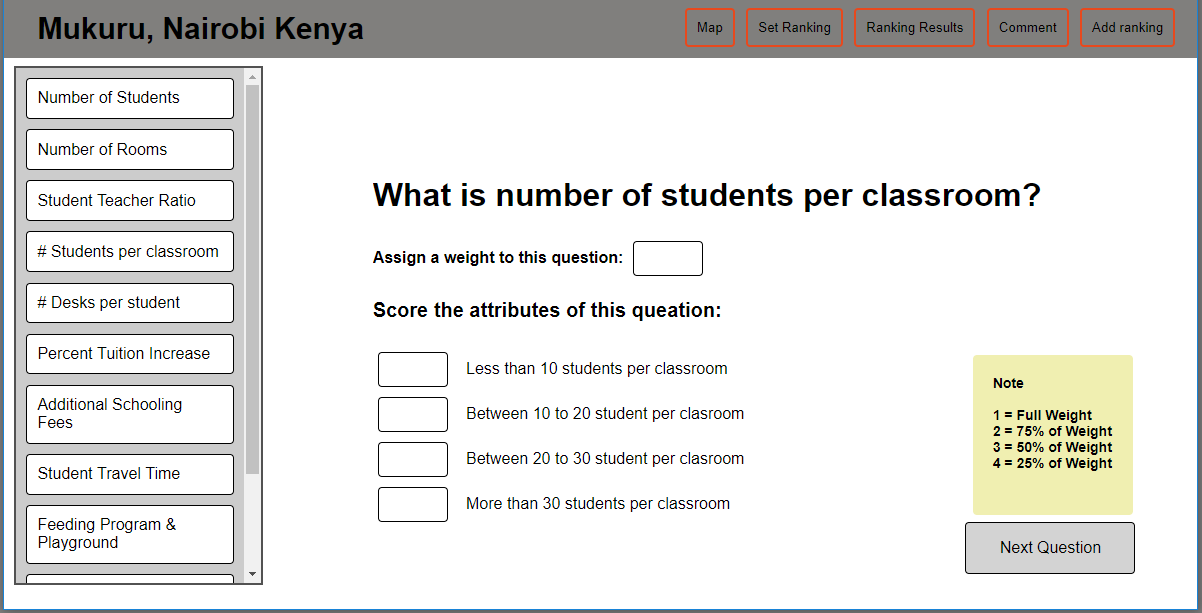 Mukuru, Nairobi Kenya
Map
Set Ranking
Ranking Results
Comment
Add ranking
Number of Students
Number of Rooms
Student Teacher Ratio
# Students per classroom
# Desks per student
Percent Tuition Increase
Additional Schooling
Fees
Student Travel Time
Feeding Program &
Playground
What is number of students per classroom?
Assign a weight to this question:
Score the attributes of this queation:
Less than 10 students per classroom
Between 10 to 20 student per clasroom
Between 20 to 30 student per clasroom
More than 30 students per classroom
Note
1 = Full Weight
2 = 75% of Weight
3 = 50% of Weight
4 = 25% of Weight
Next Question